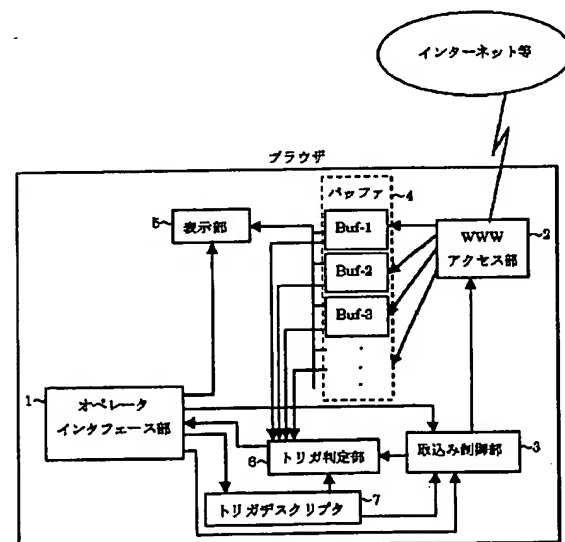 インターネット等
ブラウザ
バッファ
4
5
表示部
Buf-1
WWW
アクセス部
2
Buf-2
Buf-3
1
オペレータ
インタフェース部
6
トリガ判定部
取込み制御部
3
7
トリガデスクリプタ